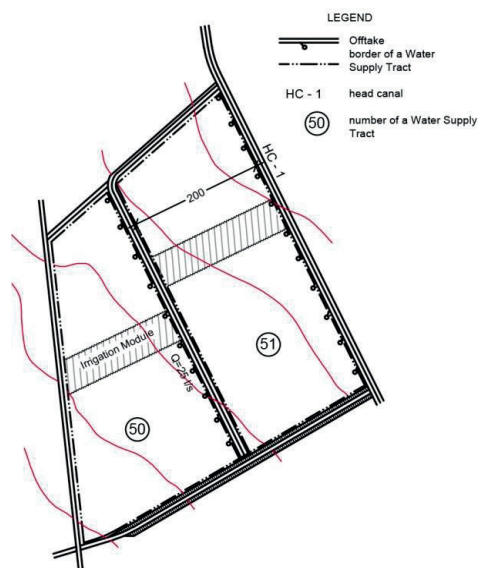 LEGEND
Offtake
border of a Water
Supply Tract
HC - 1 head canal
50 number of a Water Supply
Tract
HC - 1
200
51
Irrigation Module
Q=25 l/s
50